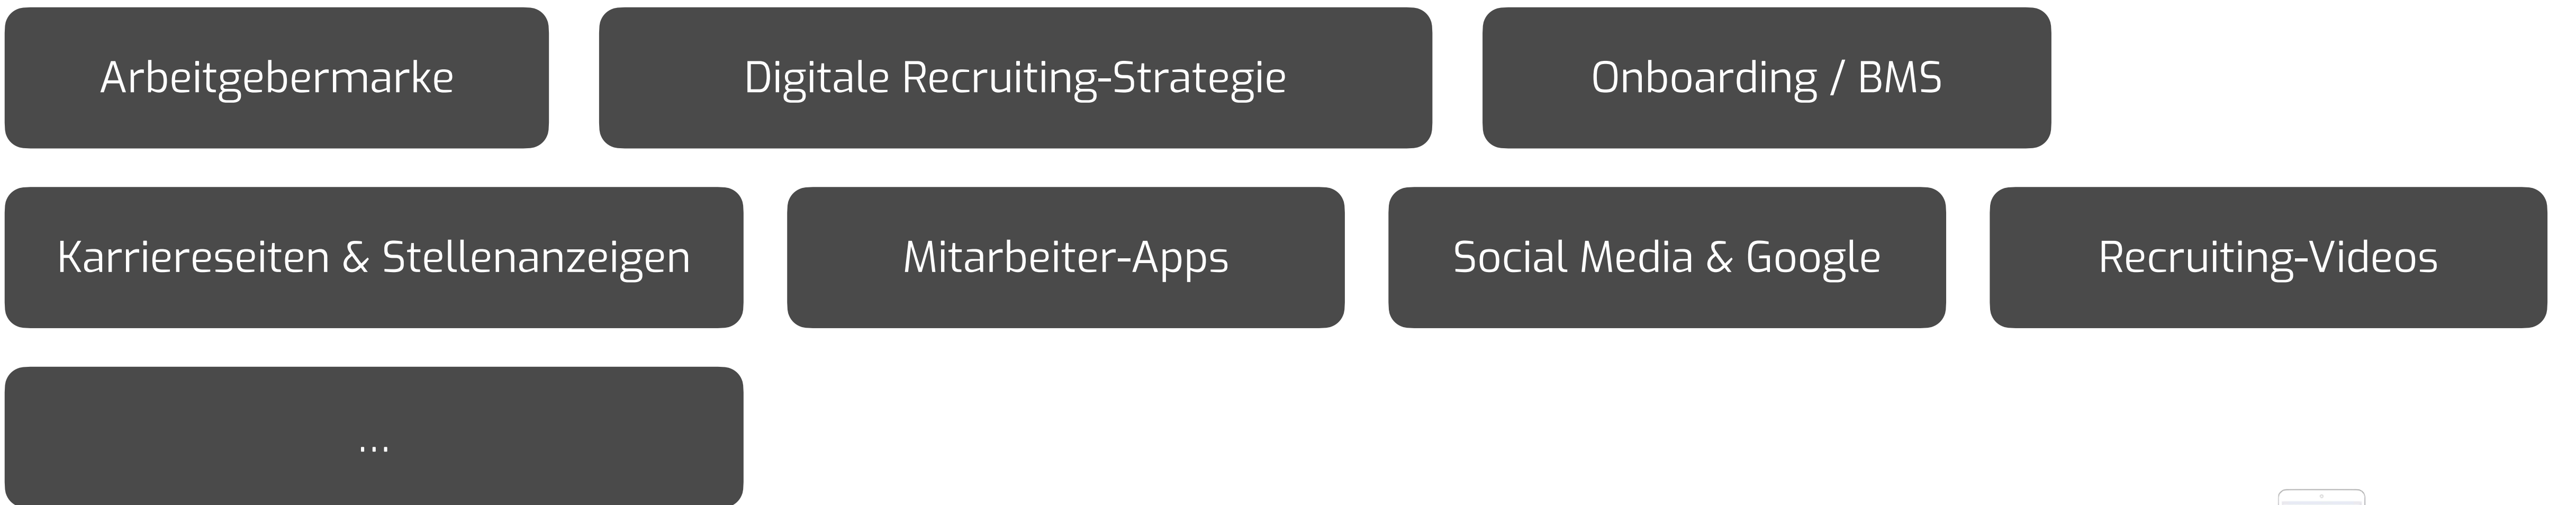 Arbeitgebermarke
Digitale Recruiting-Strategie
Onboarding / BMS
Karriereseiten & Stellenanzeigen
Mitarbeiter-Apps
Social Media & Google
Recruiting-Videos
...